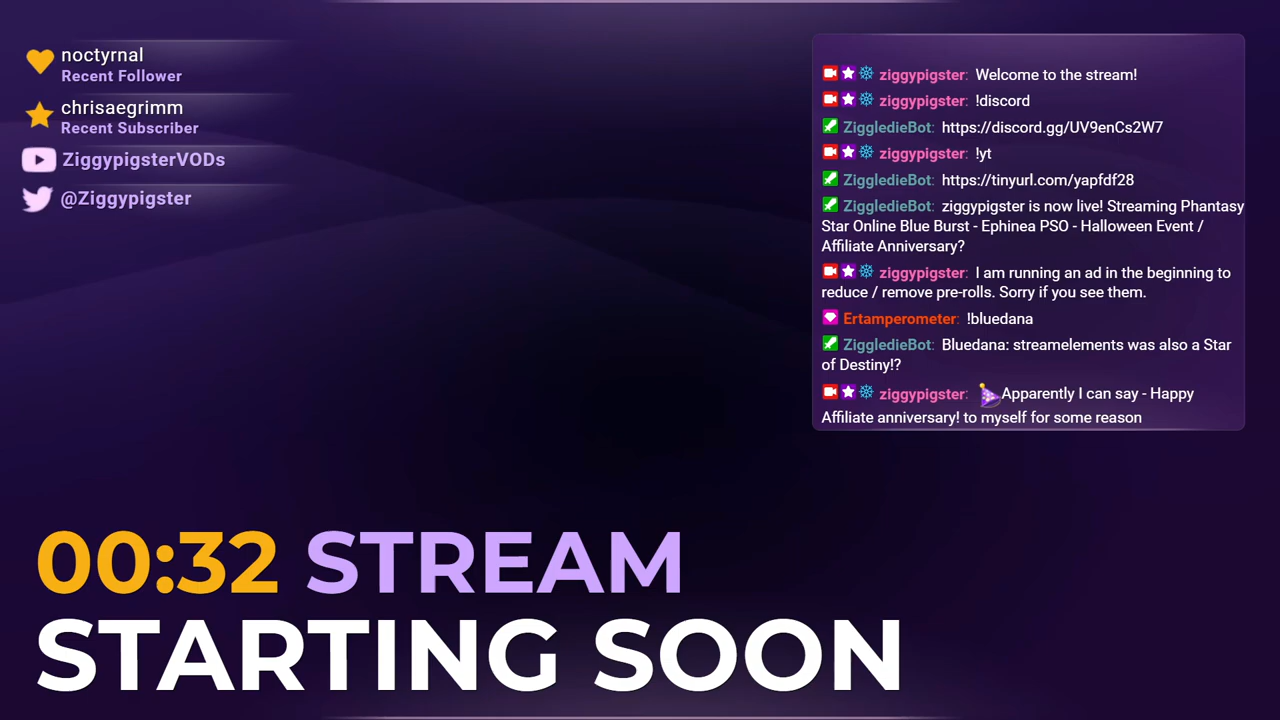 noctyrnal
Recent Follower
chrisaegrimm
Recent Subscriber
ZiggypigsterVODs
@Ziggypigster
ziggypigster: Welcome to the stream!
ziggypigster: !discord
ZiggledieBot: https://discord.gg/UV9enCs2W7
ziggypigster: !yt
ZiggledieBot: https://tinyurl.com/yapfdf28
ZiggledieBot: ziggypigster is now live! Streaming Phantasy
Star Online Blue Burst - Ephinea PSO - Halloween Event /
Affiliate Anniversary?
ziggypigster: I am running an ad in the beginning to
reduce / remove pre-rolls. Sorry if you see them.
Ertamperometer: !bluedana
ZiggledieBot: Bluedana: streamelements was also a Star
of Destiny!?
ziggypigster: Apparently I can say - Happy
Affiliate anniversary! to myself for some reason
00:32 STREAM
STARTING SOON